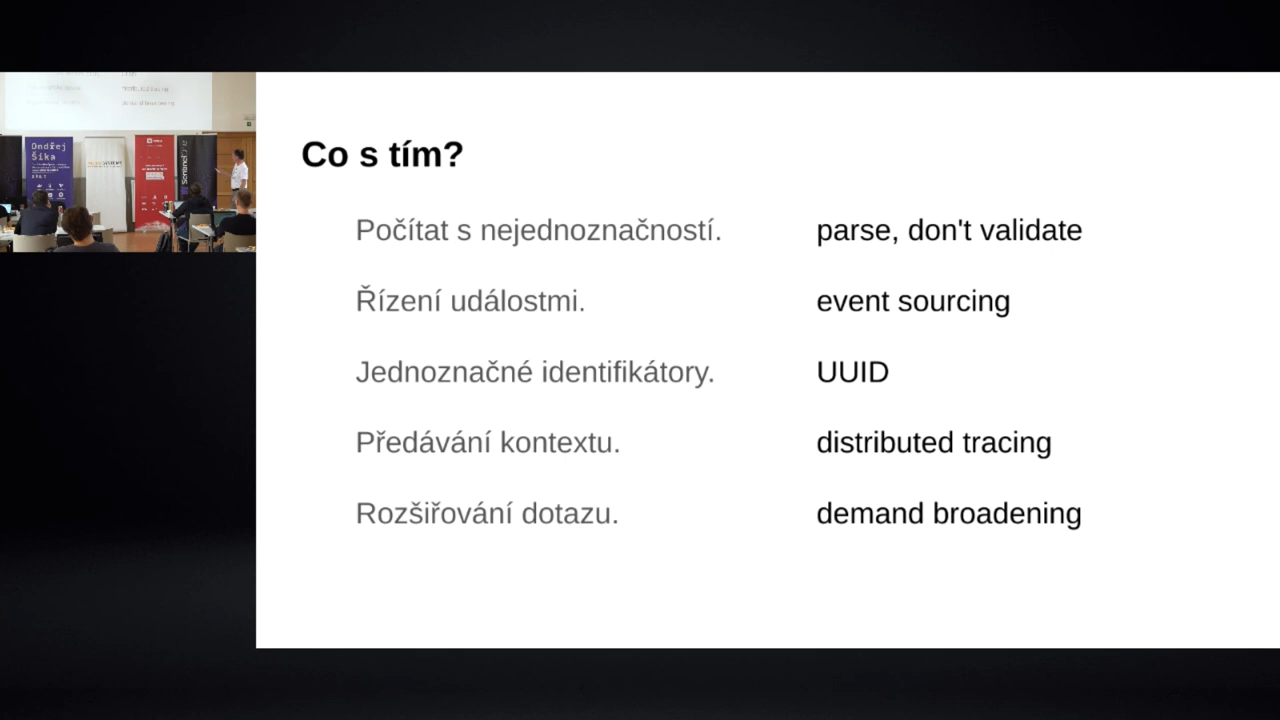 Co s tím?
Počítat s nejednoznačností. parse, don't validate
Řízení událostmi. event sourcing
Jednoznačné identifikátory. UUID
Předávání kontextu. distributed tracing
Rozšiřování dotazu. demand broadening
Ondřej
Šika